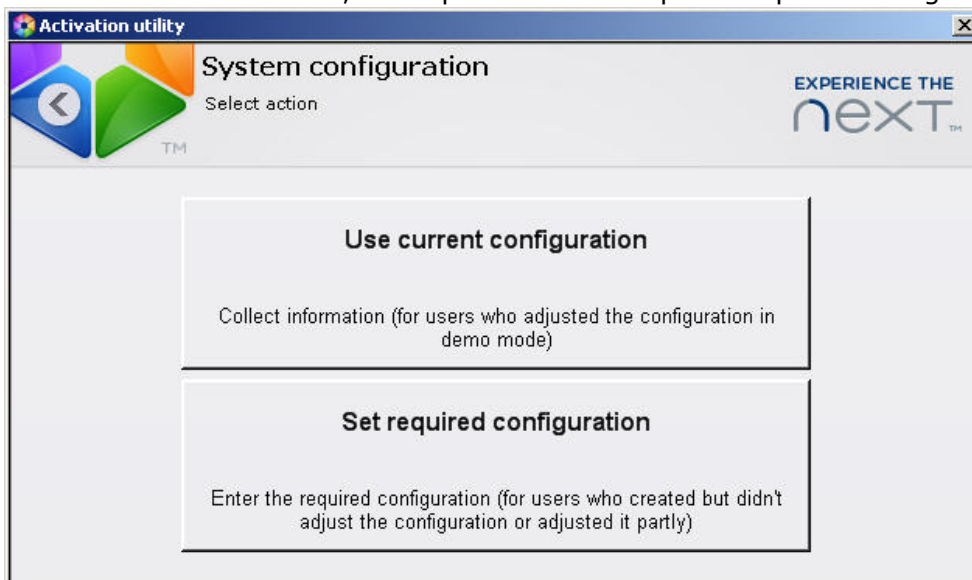 Activation utility
System configuration
Select action
EXPERIENCE THE
next™
TM
Use current configuration
Collect information (for users who adjusted the configuration in
demo mode)
Set required configuration
Enter the required configuration (for users who created but didn't
adjust the configuration or adjusted it partly)